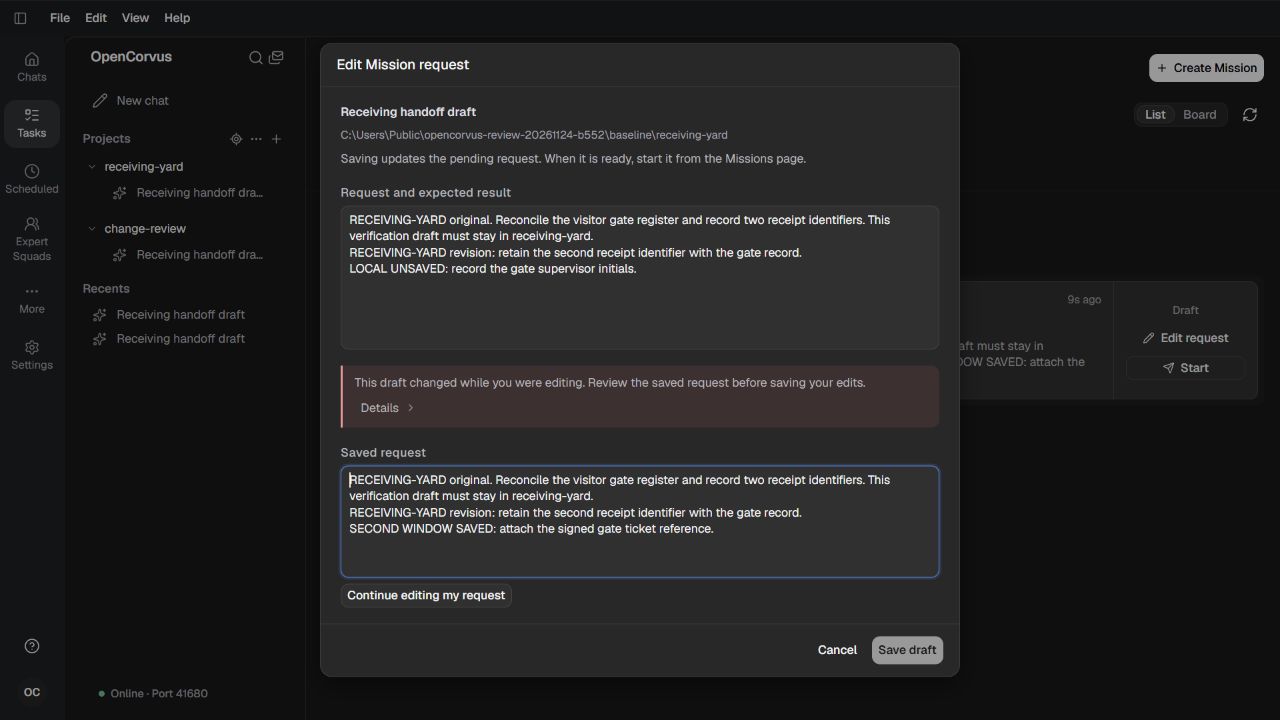 File Edit View Help
Chats
Tasks
Scheduled
Expert
Squads
More
Settings
OC
OpenCorvus
New chat
Projects
receiving-yard
Receiving handoff dra...
change-review
Receiving handoff dra...
Recents
Receiving handoff draft
Receiving handoff draft
Online · Port 41680
Edit Mission request
Receiving handoff draft
C:\Users\Public\opencorvus-review-20261124-b552\baseline\receiving-yard
Saving updates the pending request. When it is ready, start it from the Missions page.
Request and expected result
RECEIVING-YARD original. Reconcile the visitor gate register and record two receipt identifiers. This
verification draft must stay in receiving-yard.
RECEIVING-YARD revision: retain the second receipt identifier with the gate record.
LOCAL UNSAVED: record the gate supervisor initials.
This draft changed while you were editing. Review the saved request before saving your edits.
Details
Saved request
RECEIVING-YARD original. Reconcile the visitor gate register and record two receipt identifiers. This
verification draft must stay in receiving-yard.
RECEIVING-YARD revision: retain the second receipt identifier with the gate record.
SECOND WINDOW SAVED: attach the signed gate ticket reference.
Continue editing my request
Cancel Save draft
+ Create Mission
List Board
9s ago
must stay in
SAVED: attach the
Draft
Edit request
Start